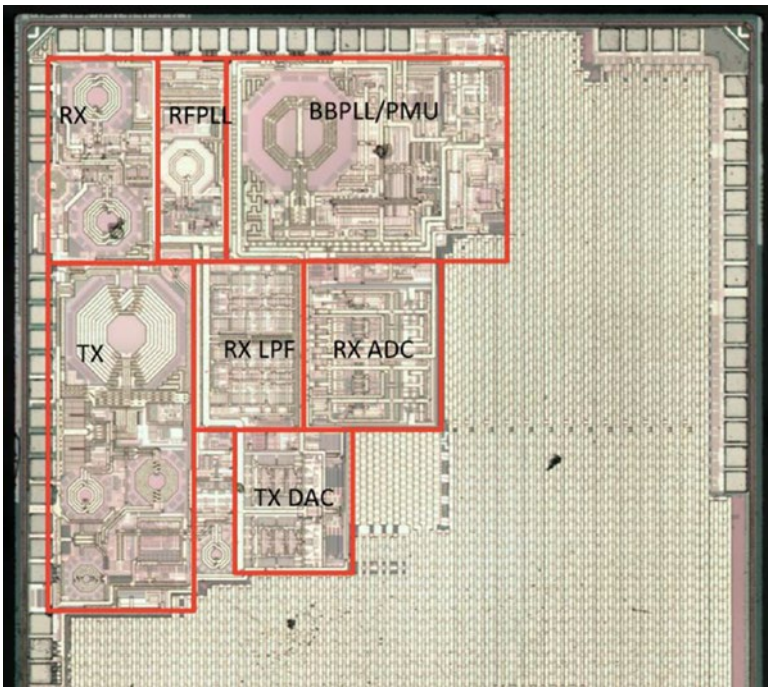 RX
RFPLL
BBPLL/PMU
TX
RX LPF
RX ADC
TX DAC